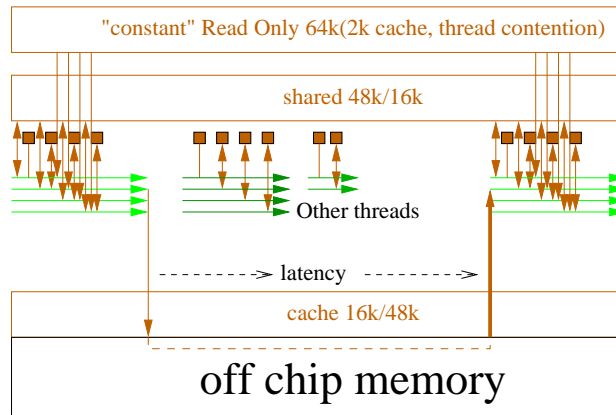 "constant" Read Only 64k(2k cache, thread contention)
shared 48k/16k
Other threads
latency
cache 16k/48k
off chip memory